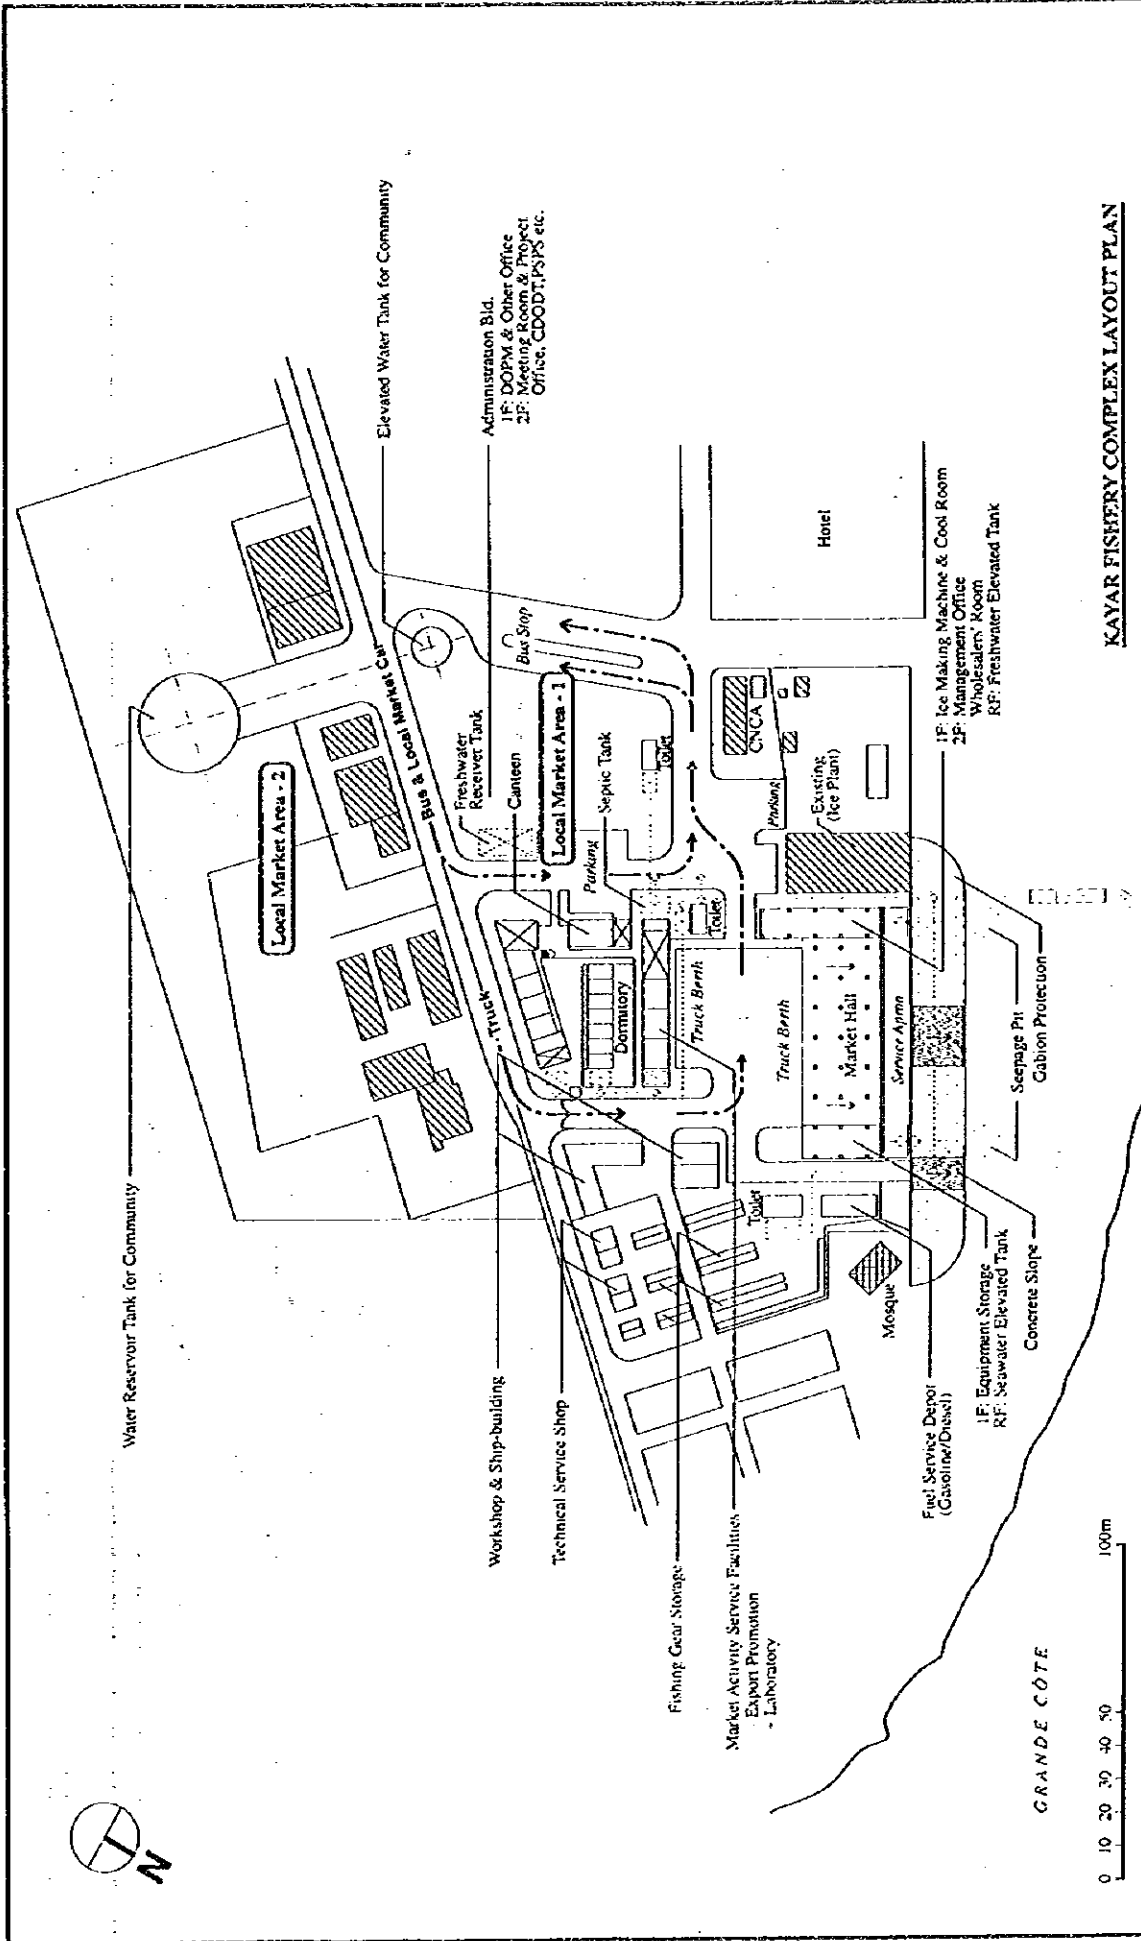 Water Reservoir Tank for Community
Elevated Water Tank for Community
Administration Bld.
1F: DOPM & Other Office
2F: Meeting Room & Project
Office, CDODT,PSPS etc.
Local Market Area - 2
Bus & Local Market Car
Truck
Freshwater
Receiver Tank
Canteen
Local Market Area - 1
Bus Stop
Parking
Septic Tank
Toilet
Toilet
Dormitory
Truck Berth
Truck Berth
Market Hall
Service Apron
CNCA
Parking
Existing
(Ice Plant)
Hotel
1F: Ice Making Machine & Cool Room
2F: Management Office
Wholesalers' Room
RF: Freshwater Elevated Tank
Workshop & Ship-building
Technical Service Shop
Fishing Gear Storage
Market Activity Service Facilities
- Export Promotion
- Laboratory
Toilet
Mosque
Fuel Service Depot
(Gasoline/Diesel)
1F: Equipment Storage
RF: Seawater Elevated Tank
Concrete Slope
Seepage Pit
Gabion Protection
N
GRANDE CÔTE
0 10 20 30 40 50 100m
KAYAR FISHERY COMPLEX LAYOUT PLAN